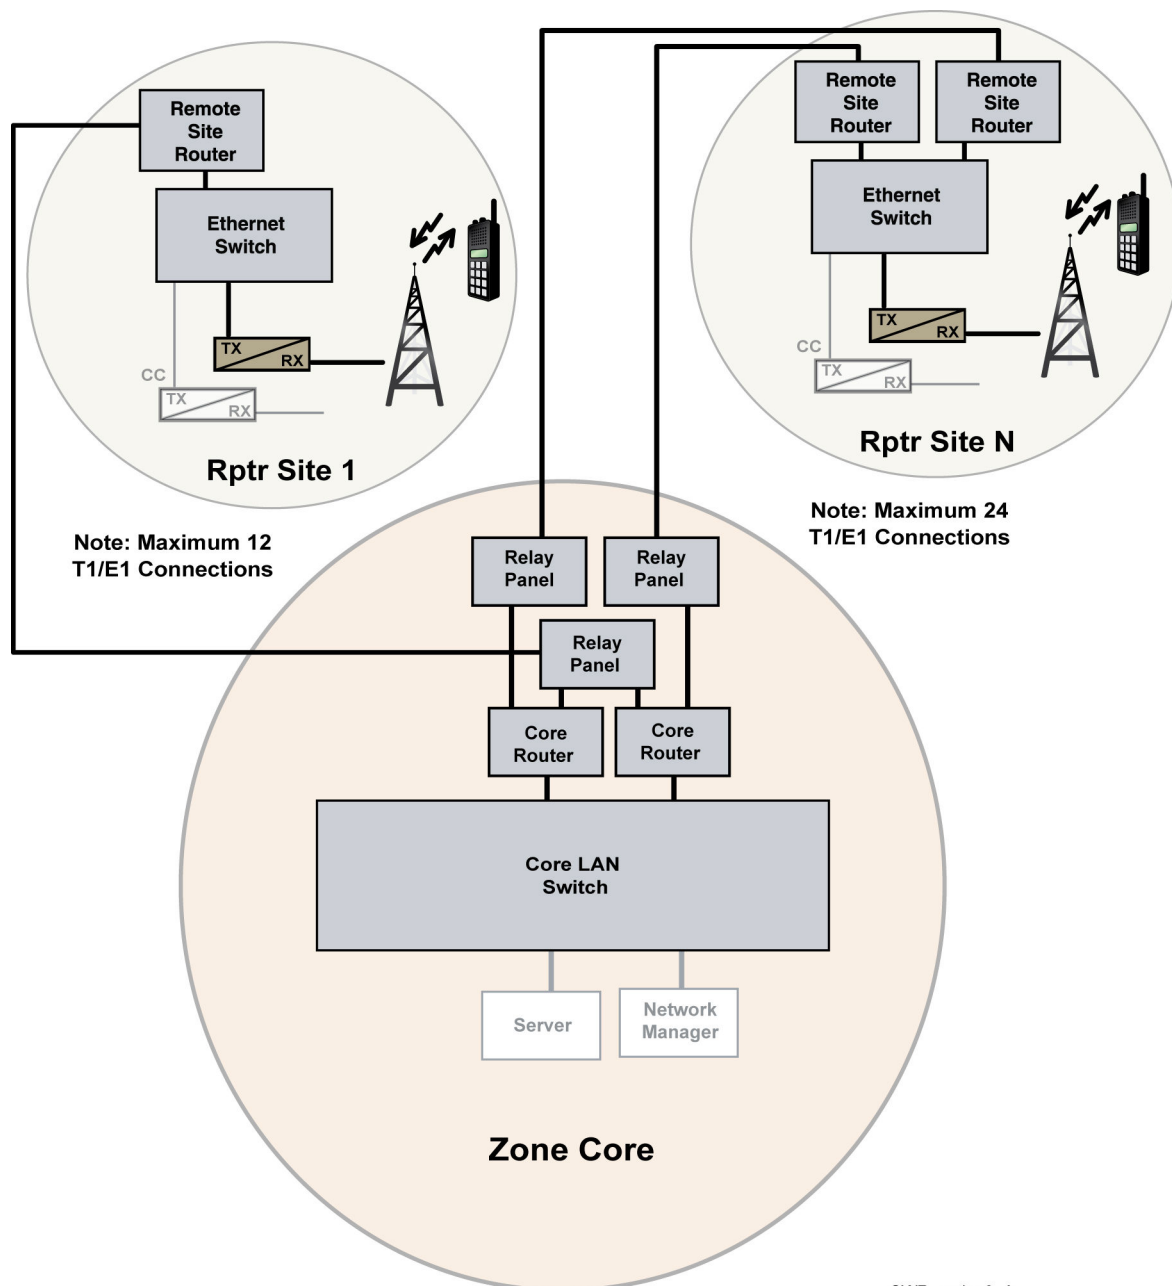 Remote
Site
Router
Ethernet
Switch
TX
RX
CC
TX
RX
Rptr Site 1
Note: Maximum 12
T1/E1 Connections
Remote
Site
Router
Remote
Site
Router
Ethernet
Switch
TX
RX
CC
TX
RX
Rptr Site N
Note: Maximum 24
T1/E1 Connections
Relay
Panel
Relay
Panel
Relay
Panel
Core
Router
Core
Router
Core LAN
Switch
Server
Network
Manager
Zone Core